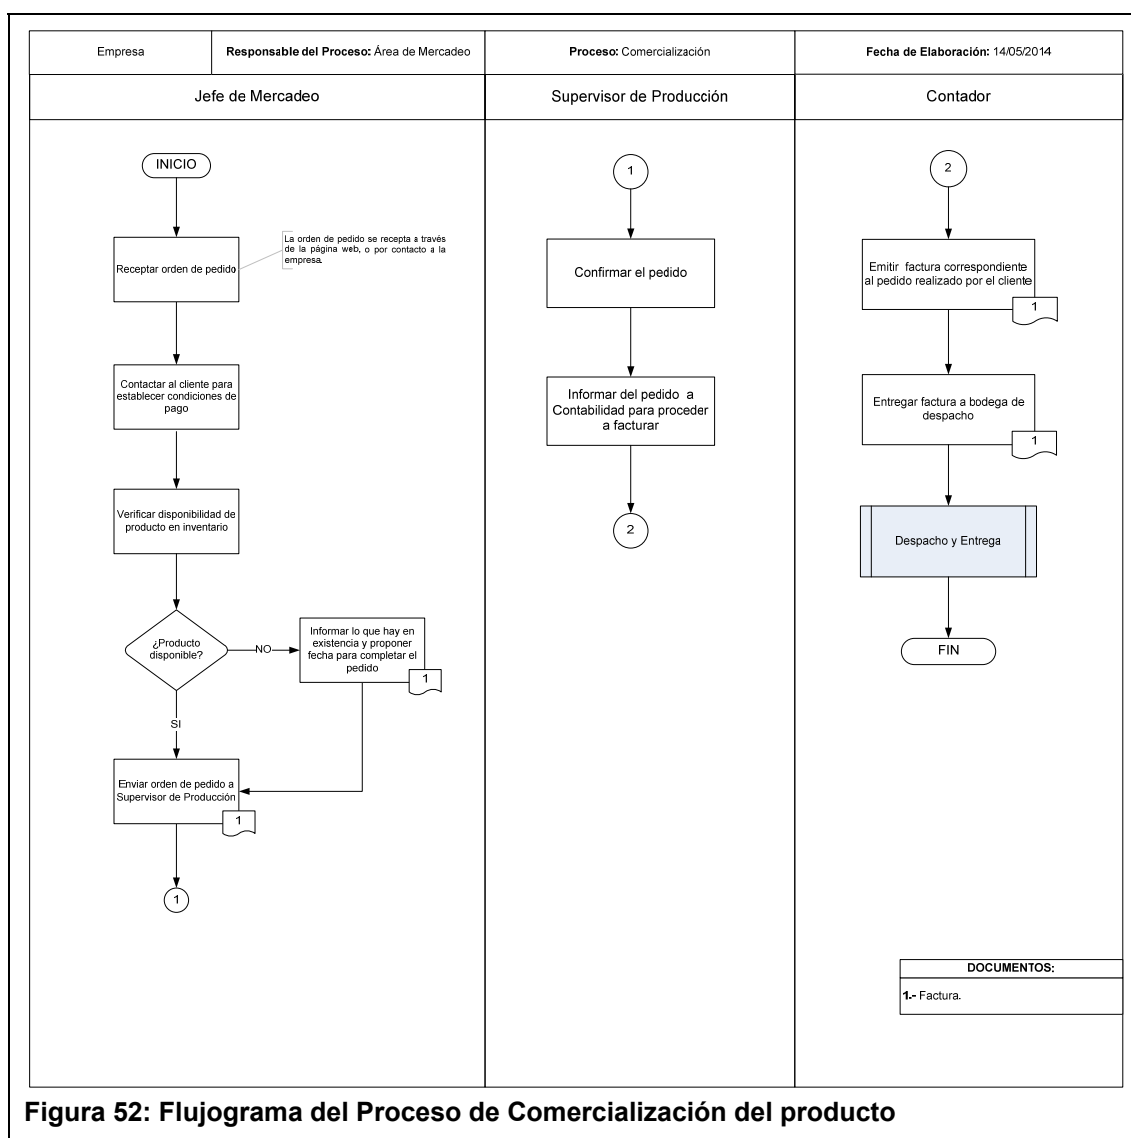 Empresa
Responsable del Proceso: Área de Mercadeo
Proceso: Comercialización
Fecha de Elaboración: 14/05/2014
Jefe de Mercadeo
Supervisor de Producción
Contador
INICIO
Receptar orden de pedido
La orden de pedido se recepta a través
de la página web, o por contacto a la
empresa.
Contactar al cliente para
establecer condiciones de
pago
Verificar disponibilidad de
producto en inventario
¿Producto
disponible?
NO
Informar lo que hay en
existencia y proponer
fecha para completar el
pedido
1
SI
Enviar orden de pedido a
Supervisor de Producción
1
1
1
Confirmar el pedido
Informar del pedido a
Contabilidad para proceder
a facturar
2
2
Emitir factura correspondiente
al pedido realizado por el cliente
1
Entregar factura a bodega de
despacho
1
Despacho y Entrega
FIN
DOCUMENTOS:
1.- Factura.
Figura 52: Flujograma del Proceso de Comercialización del producto